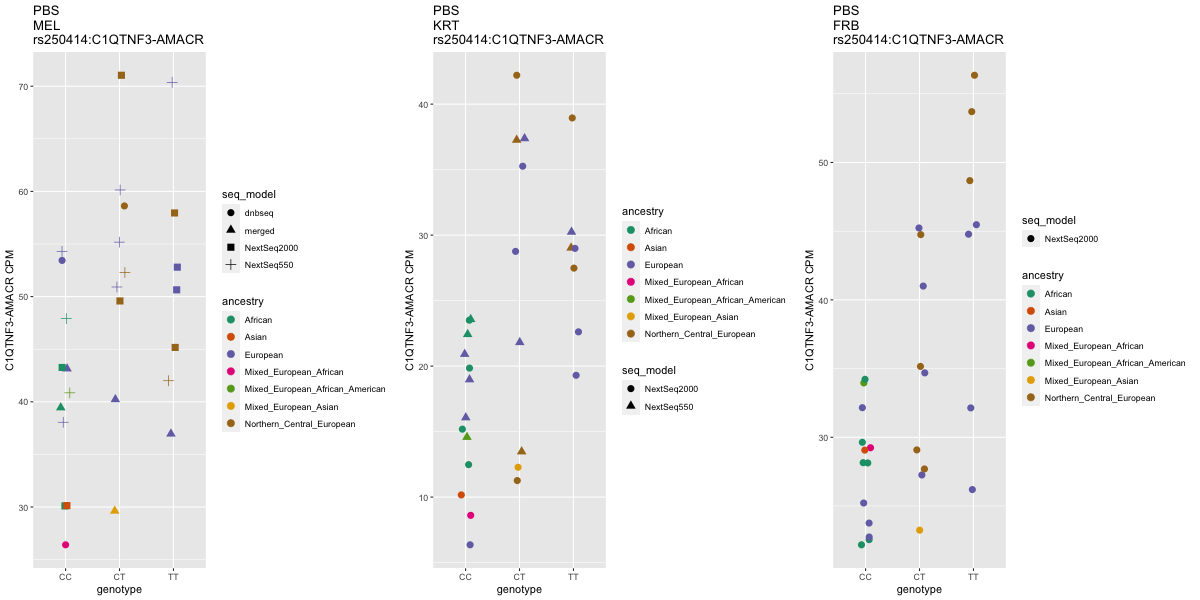 PBS
MEL
rs250414:C1QTNF3-AMACR
C1QTNF3-AMACR CPM
70
60
50
40
30
CC
CT
TT
genotype
seq_model
dnbseq
merged
NextSeq2000
NextSeq550
ancestry
African
Asian
European
Mixed_European_African
Mixed_European_African_American
Mixed_European_Asian
Northern_Central_European
PBS
KRT
rs250414:C1QTNF3-AMACR
C1QTNF3-AMACR CPM
40
30
20
10
CC
CT
TT
genotype
ancestry
African
Asian
European
Mixed_European_African
Mixed_European_African_American
Mixed_European_Asian
Northern_Central_European
seq_model
NextSeq2000
NextSeq550
PBS
FRB
rs250414:C1QTNF3-AMACR
C1QTNF3-AMACR CPM
50
40
30
CC
CT
TT
genotype
seq_model
NextSeq2000
ancestry
African
Asian
European
Mixed_European_African
Mixed_European_African_American
Mixed_European_Asian
Northern_Central_European